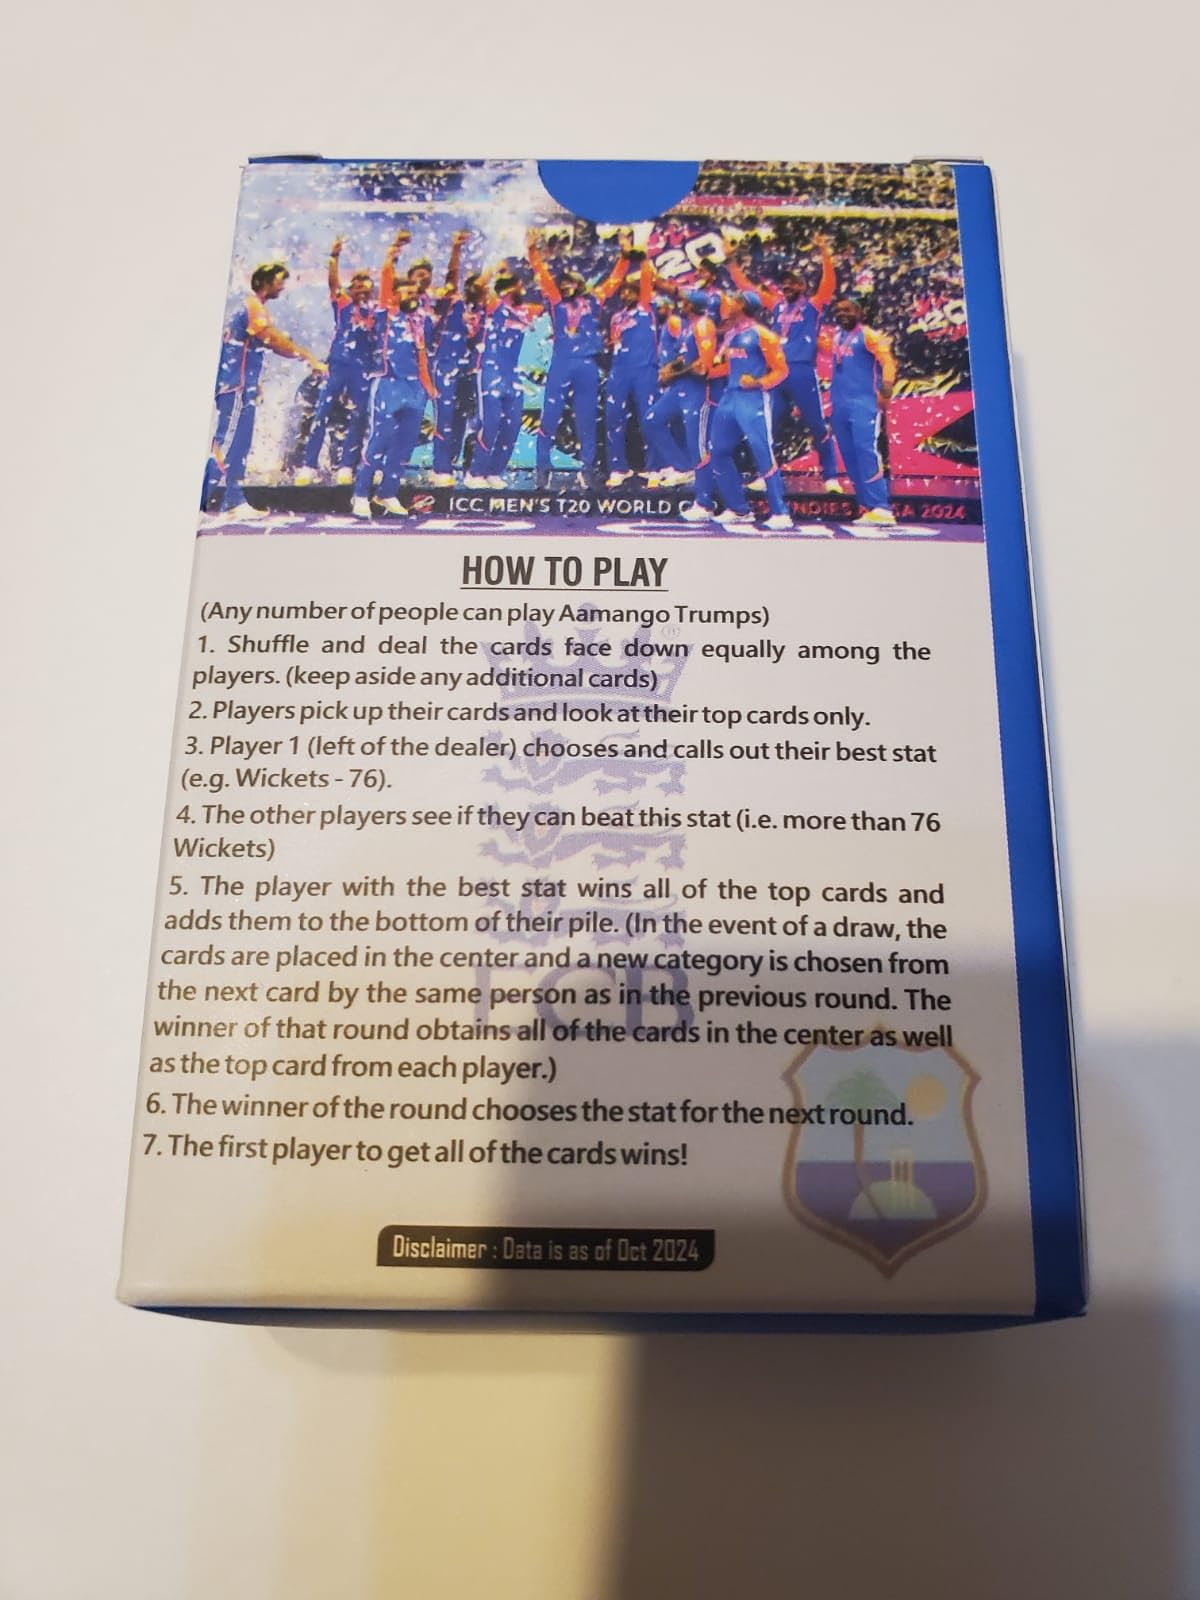 T20
ICC MEN'S T20 WORLD
INDIES
USA 2024
HOW TO PLAY
(Any number of people can play Aamango Trumps)
1. Shuffle and deal the cards face down equally among the
players. (keep aside any additional cards)
2. Players pick up their cards and look at their top cards only.
3. Player 1 (left of the dealer) chooses and calls out their best stat
(e.g. Wickets - 76).
4. The other players see if they can beat this stat (i.e. more than 76
Wickets)
5. The player with the best stat wins all of the top cards and
adds them to the bottom of their pile. (In the event of a draw, the
cards are placed in the center and a new category is chosen from
the next card by the same person as in the previous round. The
winner of that round obtains all of the cards in the center as well
as the top card from each player.)
6. The winner of the round chooses the stat for the next round.
7. The first player to get all of the cards wins!
ECB
Disclaimer : Data is as of Oct 2024